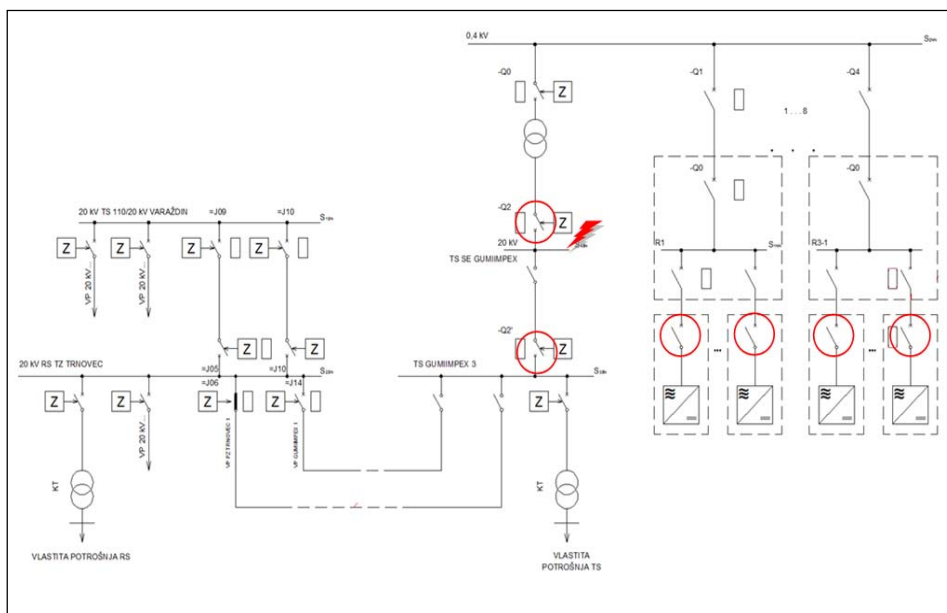 0,4 kV
-Q0
-Q1
-Q4
Z
1 . . . 8
. . .
-Q0
-Q0
20 kV TS 110/20 kV VARAŽDIN
=J09
=J10
-Q2
Z
Z
Z
20 kV
R1
R3-1
TS SE GUMIIMPEX
VP 20 kV...
VP 20 kV...
-Q2'
Z
Z
Z
20 kV RS TZ TRNOVEC
=J05
=J10
TS GUMIIMPEX 3
=J06
=J14
Z
Z
Z
Z
VP 20 kV...
VP GUMIIMPEX 1
...
...
KT
KT
VLASTITA POTROŠNJA RS
VLASTITA
POTROŠNJA TS